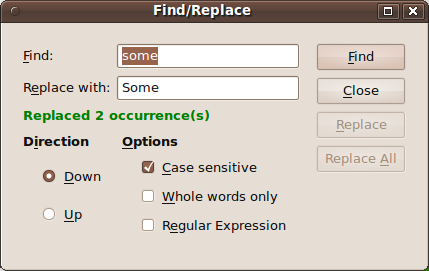 Find/Replace
Find: some Find
Replace with: Some Close
Replaced 2 occurrence(s) Replace
Direction Options Replace All
Down Case sensitive
Whole words only
Up Regular Expression